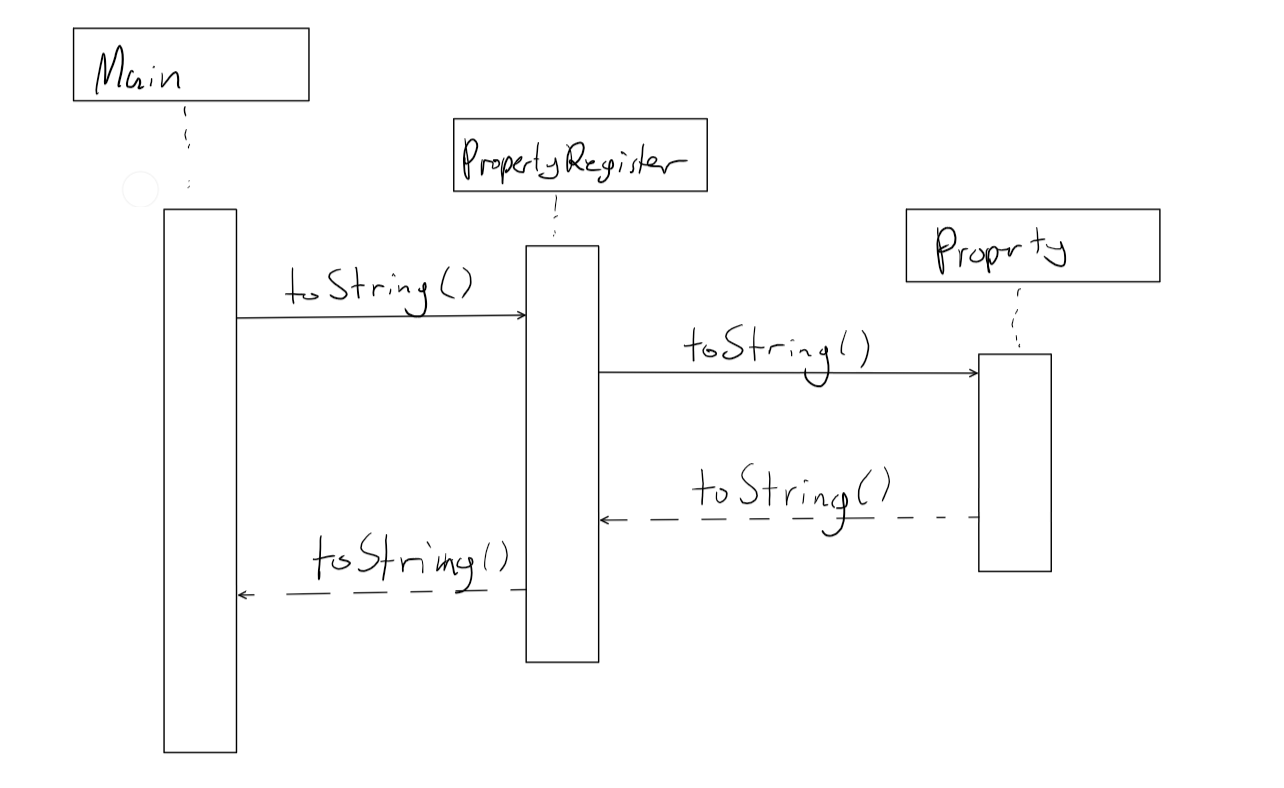 Main
PropertyRegister
Proprty
toString()
toString()
toString()
toString()